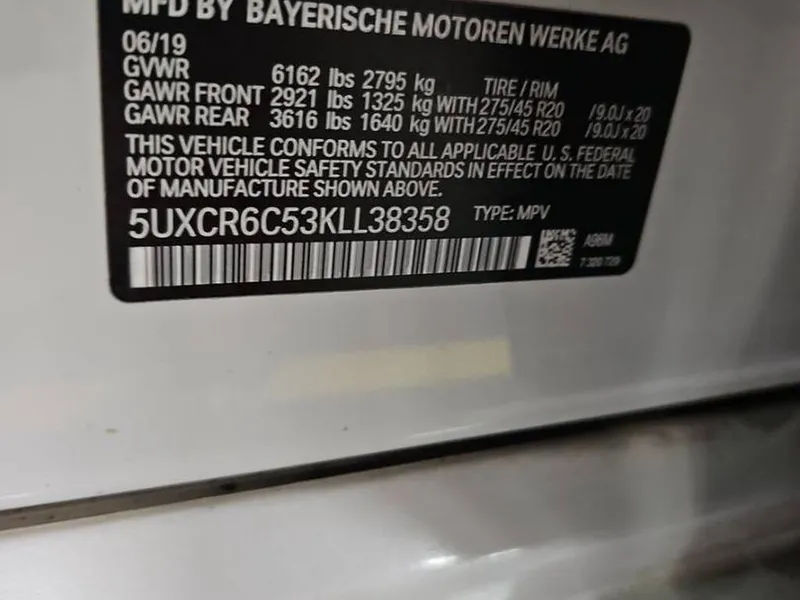 MFD BY BAYERISCHE MOTOREN WERKE AG
06/19
GVWR 6162 lbs 2795 kg TIRE / RIM
GAWR FRONT 2921 lbs 1325 kg WITH 275/45 R20 / 9.0J x 20
GAWR REAR 3616 lbs 1640 kg WITH 275/45 R20 / 9.0J x 20
THIS VEHICLE CONFORMS TO ALL APPLICABLE U. S. FEDERAL
MOTOR VEHICLE SAFETY STANDARDS IN EFFECT ON THE DATE
OF MANUFACTURE SHOWN ABOVE.
5UXCR6C53KLL38358 TYPE: MPV
A96M